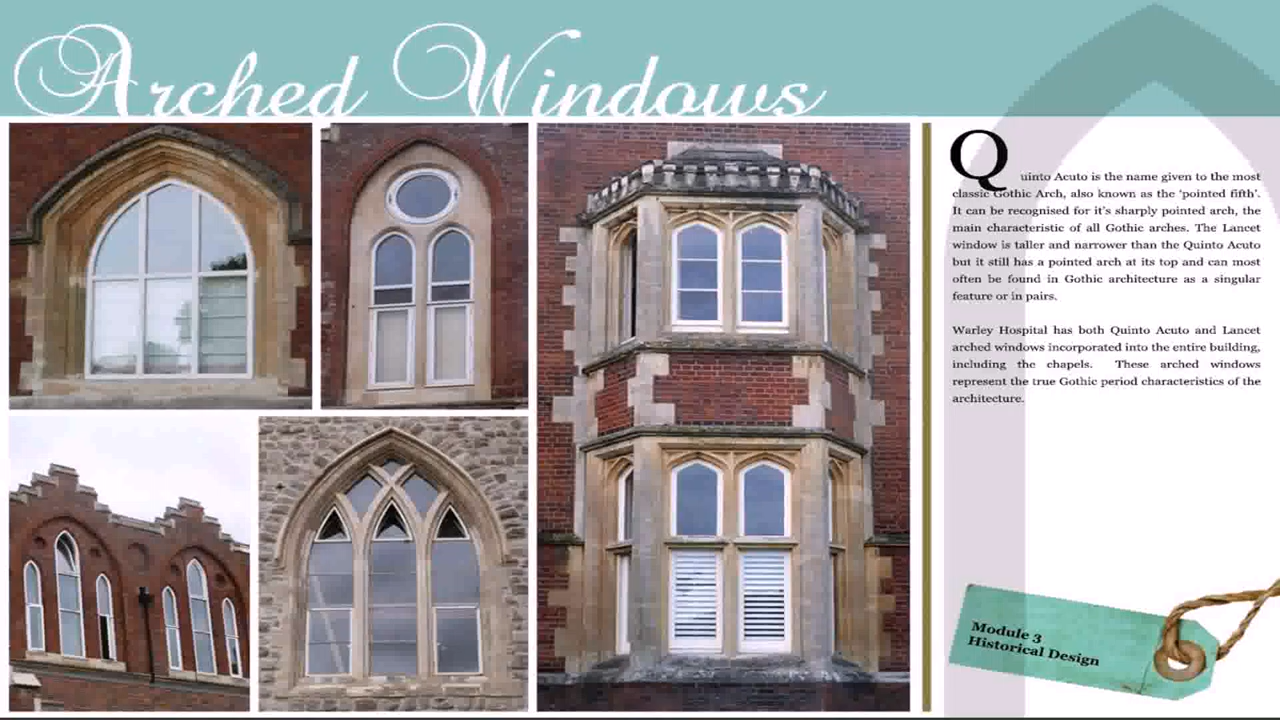 Arched Windows
Quinto Acuto is the name given to the most
classic Gothic Arch, also known as the ‘pointed fifth’.
It can be recognised for it’s sharply pointed arch, the
main characteristic of all Gothic arches. The Lancet
window is taller and narrower than the Quinto Acuto
but it still has a pointed arch at its top and can most
often be found in Gothic architecture as a singular
feature or in pairs.
Warley Hospital has both Quinto Acuto and Lancet
arched windows incorporated into the entire building,
including the chapels. These arched windows
represent the true Gothic period characteristics of the
architecture.
Module 3
Historical Design